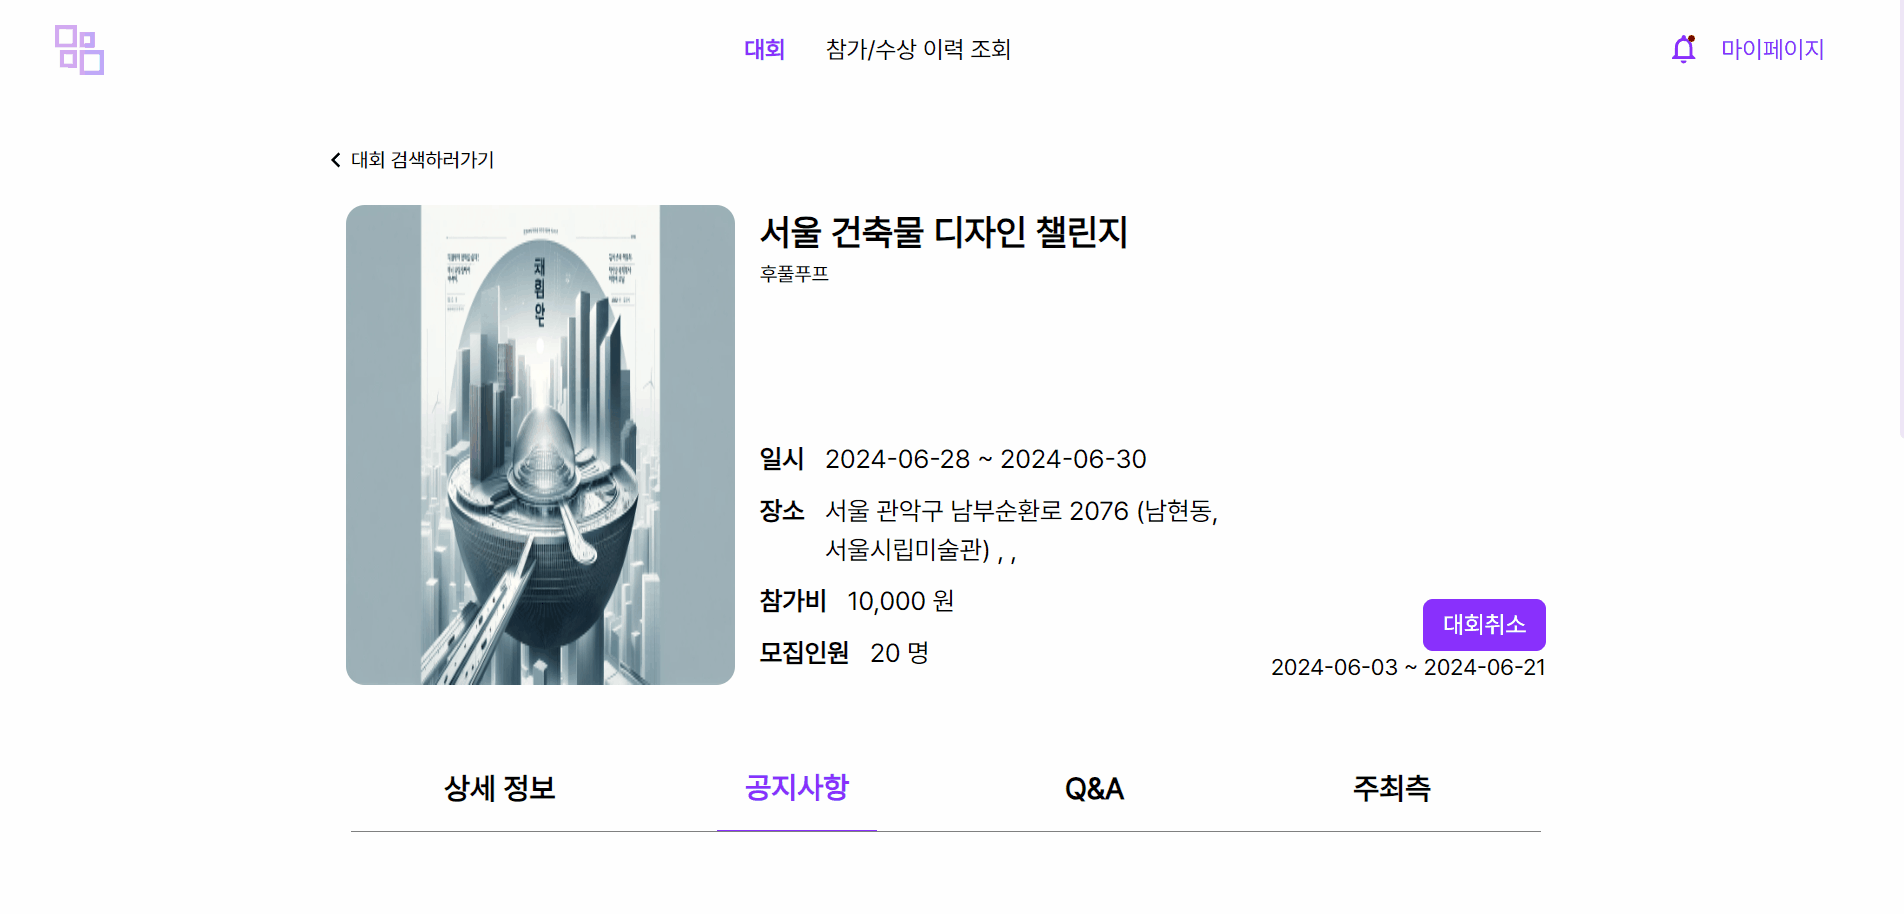 대회
참가/수상 이력 조회
마이페이지
대회 검색하러가기
서울 건축물 디자인 챌린지
후풀푸프
일시 2024-06-28 ~ 2024-06-30
장소 서울 관악구 남부순환로 2076 (남현동,
서울시립미술관) , ,
참가비 10,000 원
모집인원 20 명
대회취소
2024-06-03 ~ 2024-06-21
상세 정보
공지사항
Q&A
주최측